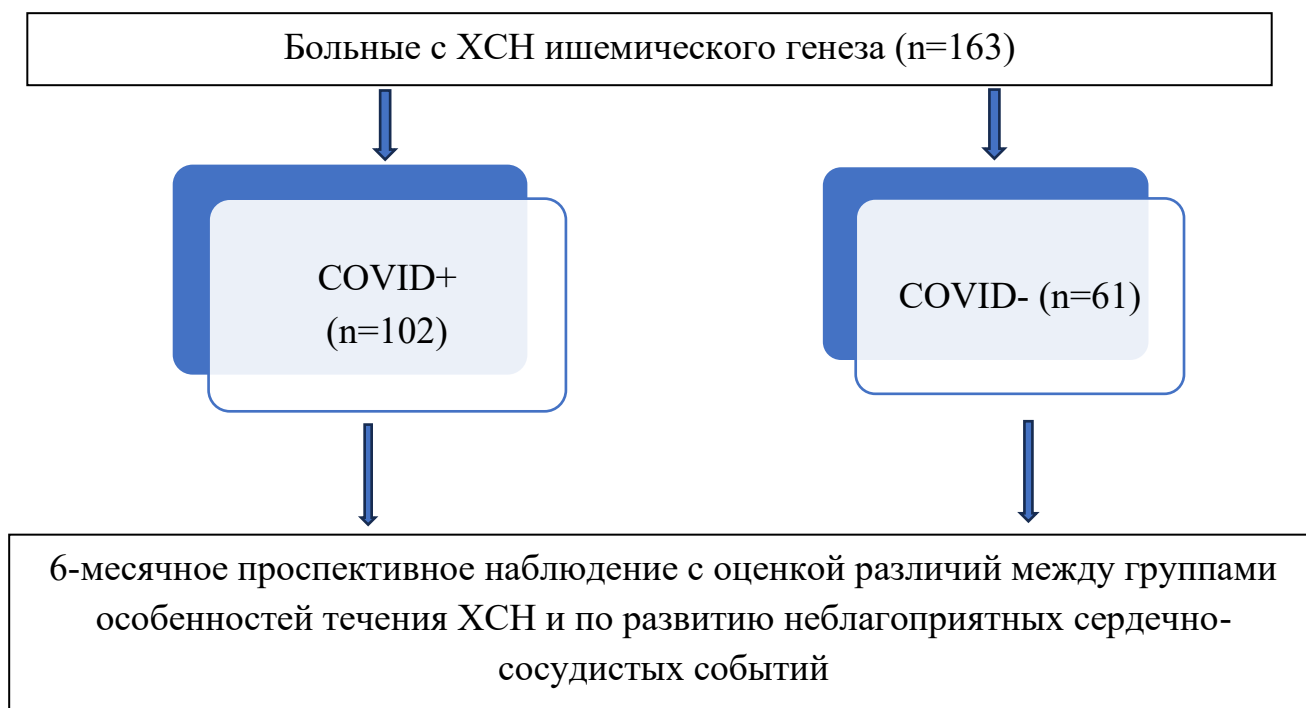 Больные с ХСН ишемического генеза (n=163)
COVID+
(n=102)
COVID- (n=61)
6-месячное проспективное наблюдение с оценкой различий между группами
особенностей течения ХСН и по развитию неблагоприятных сердечно-
сосудистых событий